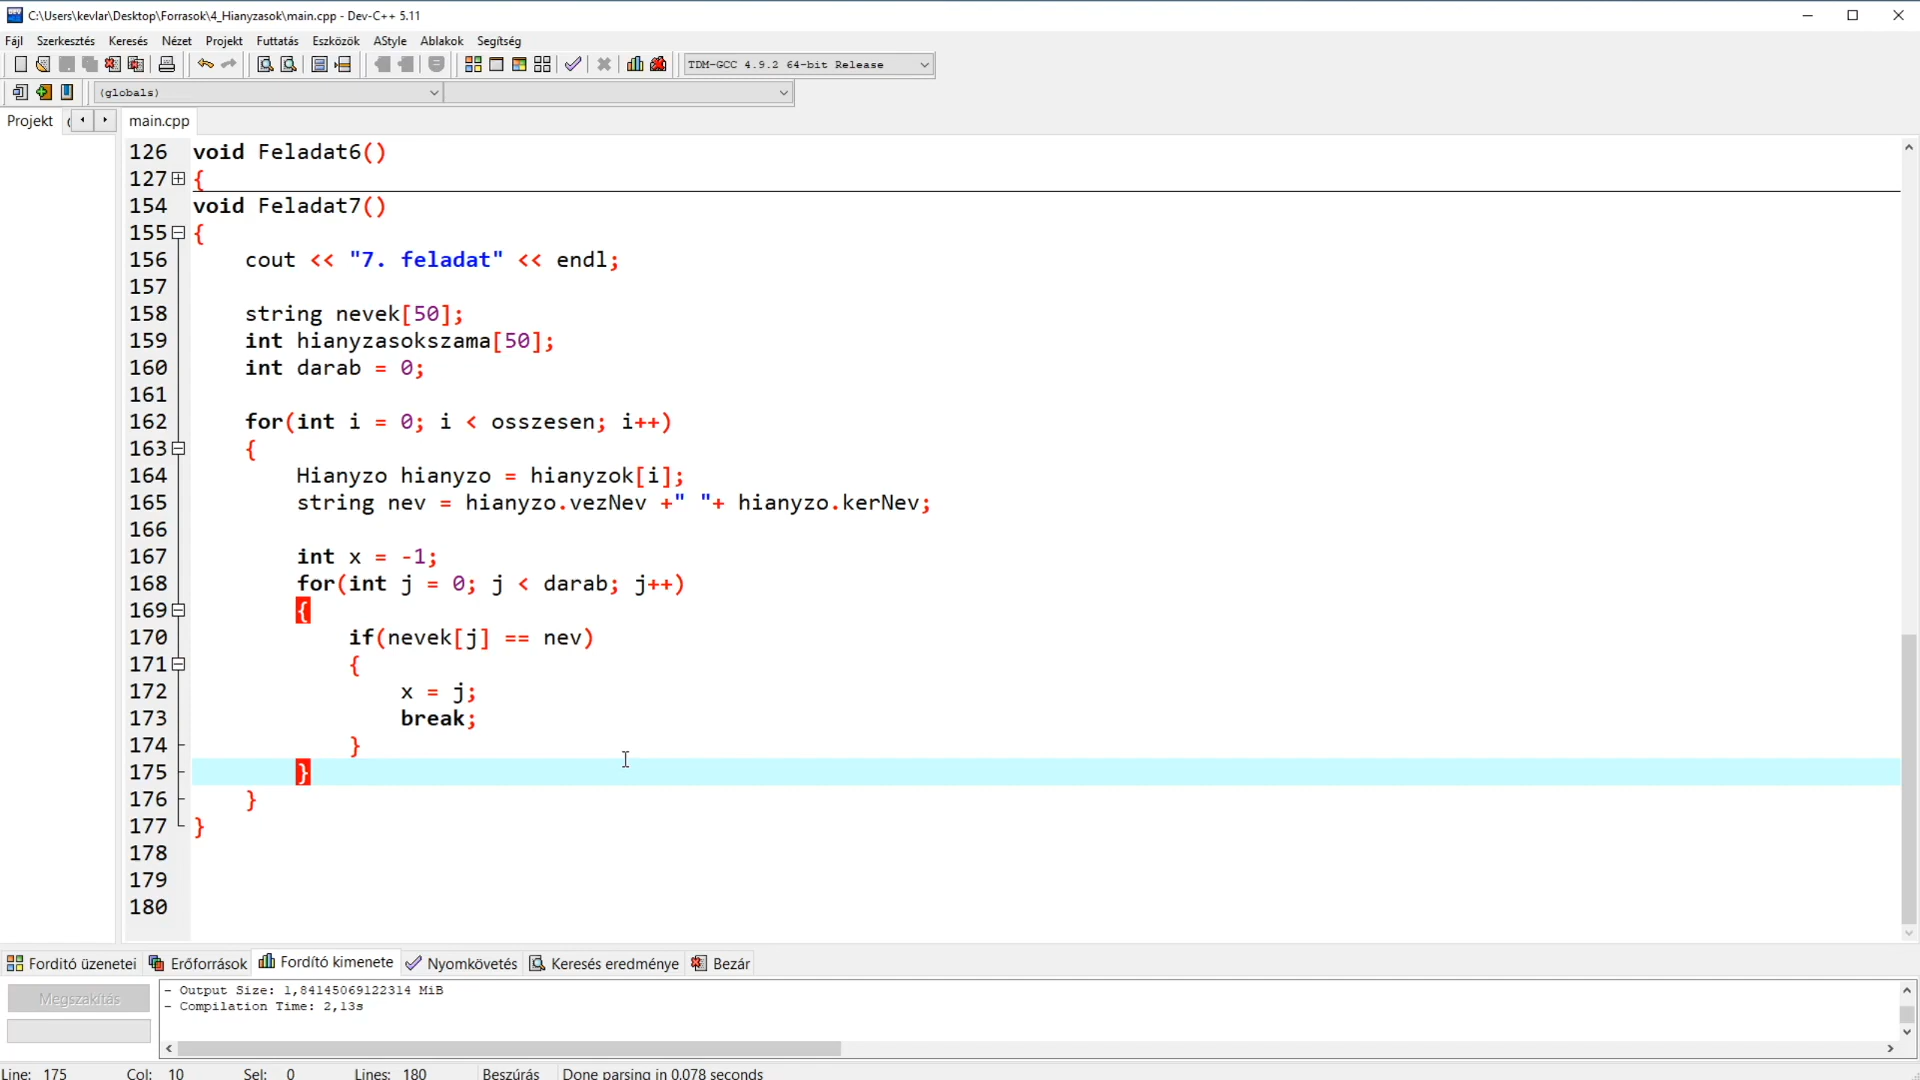 C:\Users\kevlar\Desktop\Forrasok\4_Hianyzasok\main.cpp - Dev-C++ 5.11
Fájl Szerkesztés Keresés Nézet Projekt Futtatás Eszközök AStyle Ablakok Segítség
TDM-GCC 4.9.2 64-bit Release
(globals)
Projekt main.cpp
126 void Feladat6()
127 {
154 void Feladat7()
155 {
156 cout << "7. feladat" << endl;
157
158 string nevek[50];
159 int hianyzasokszama[50];
160 int darab = 0;
161
162 for(int i = 0; i < osszesen; i++)
163 {
164 Hianyzo hianyzo = hianyzok[i];
165 string nev = hianyzo.vezNev +" "+ hianyzo.kerNev;
166
167 int x = -1;
168 for(int j = 0; j < darab; j++)
169 {
170 if(nevek[j] == nev)
171 {
172 x = j;
173 break;
174 }
175 }
176 }
177 }
178
179
180
Fordító üzenetei Erőforrások Fordító kimenete Nyomkövetés Keresés eredménye Bezár
Megszakítás
- Output Size: 1,84145069122314 MiB
- Compilation Time: 2,13s
Line: 175 Col: 10 Sel: 0 Lines: 180 Beszúrás Done parsing in 0.078 seconds